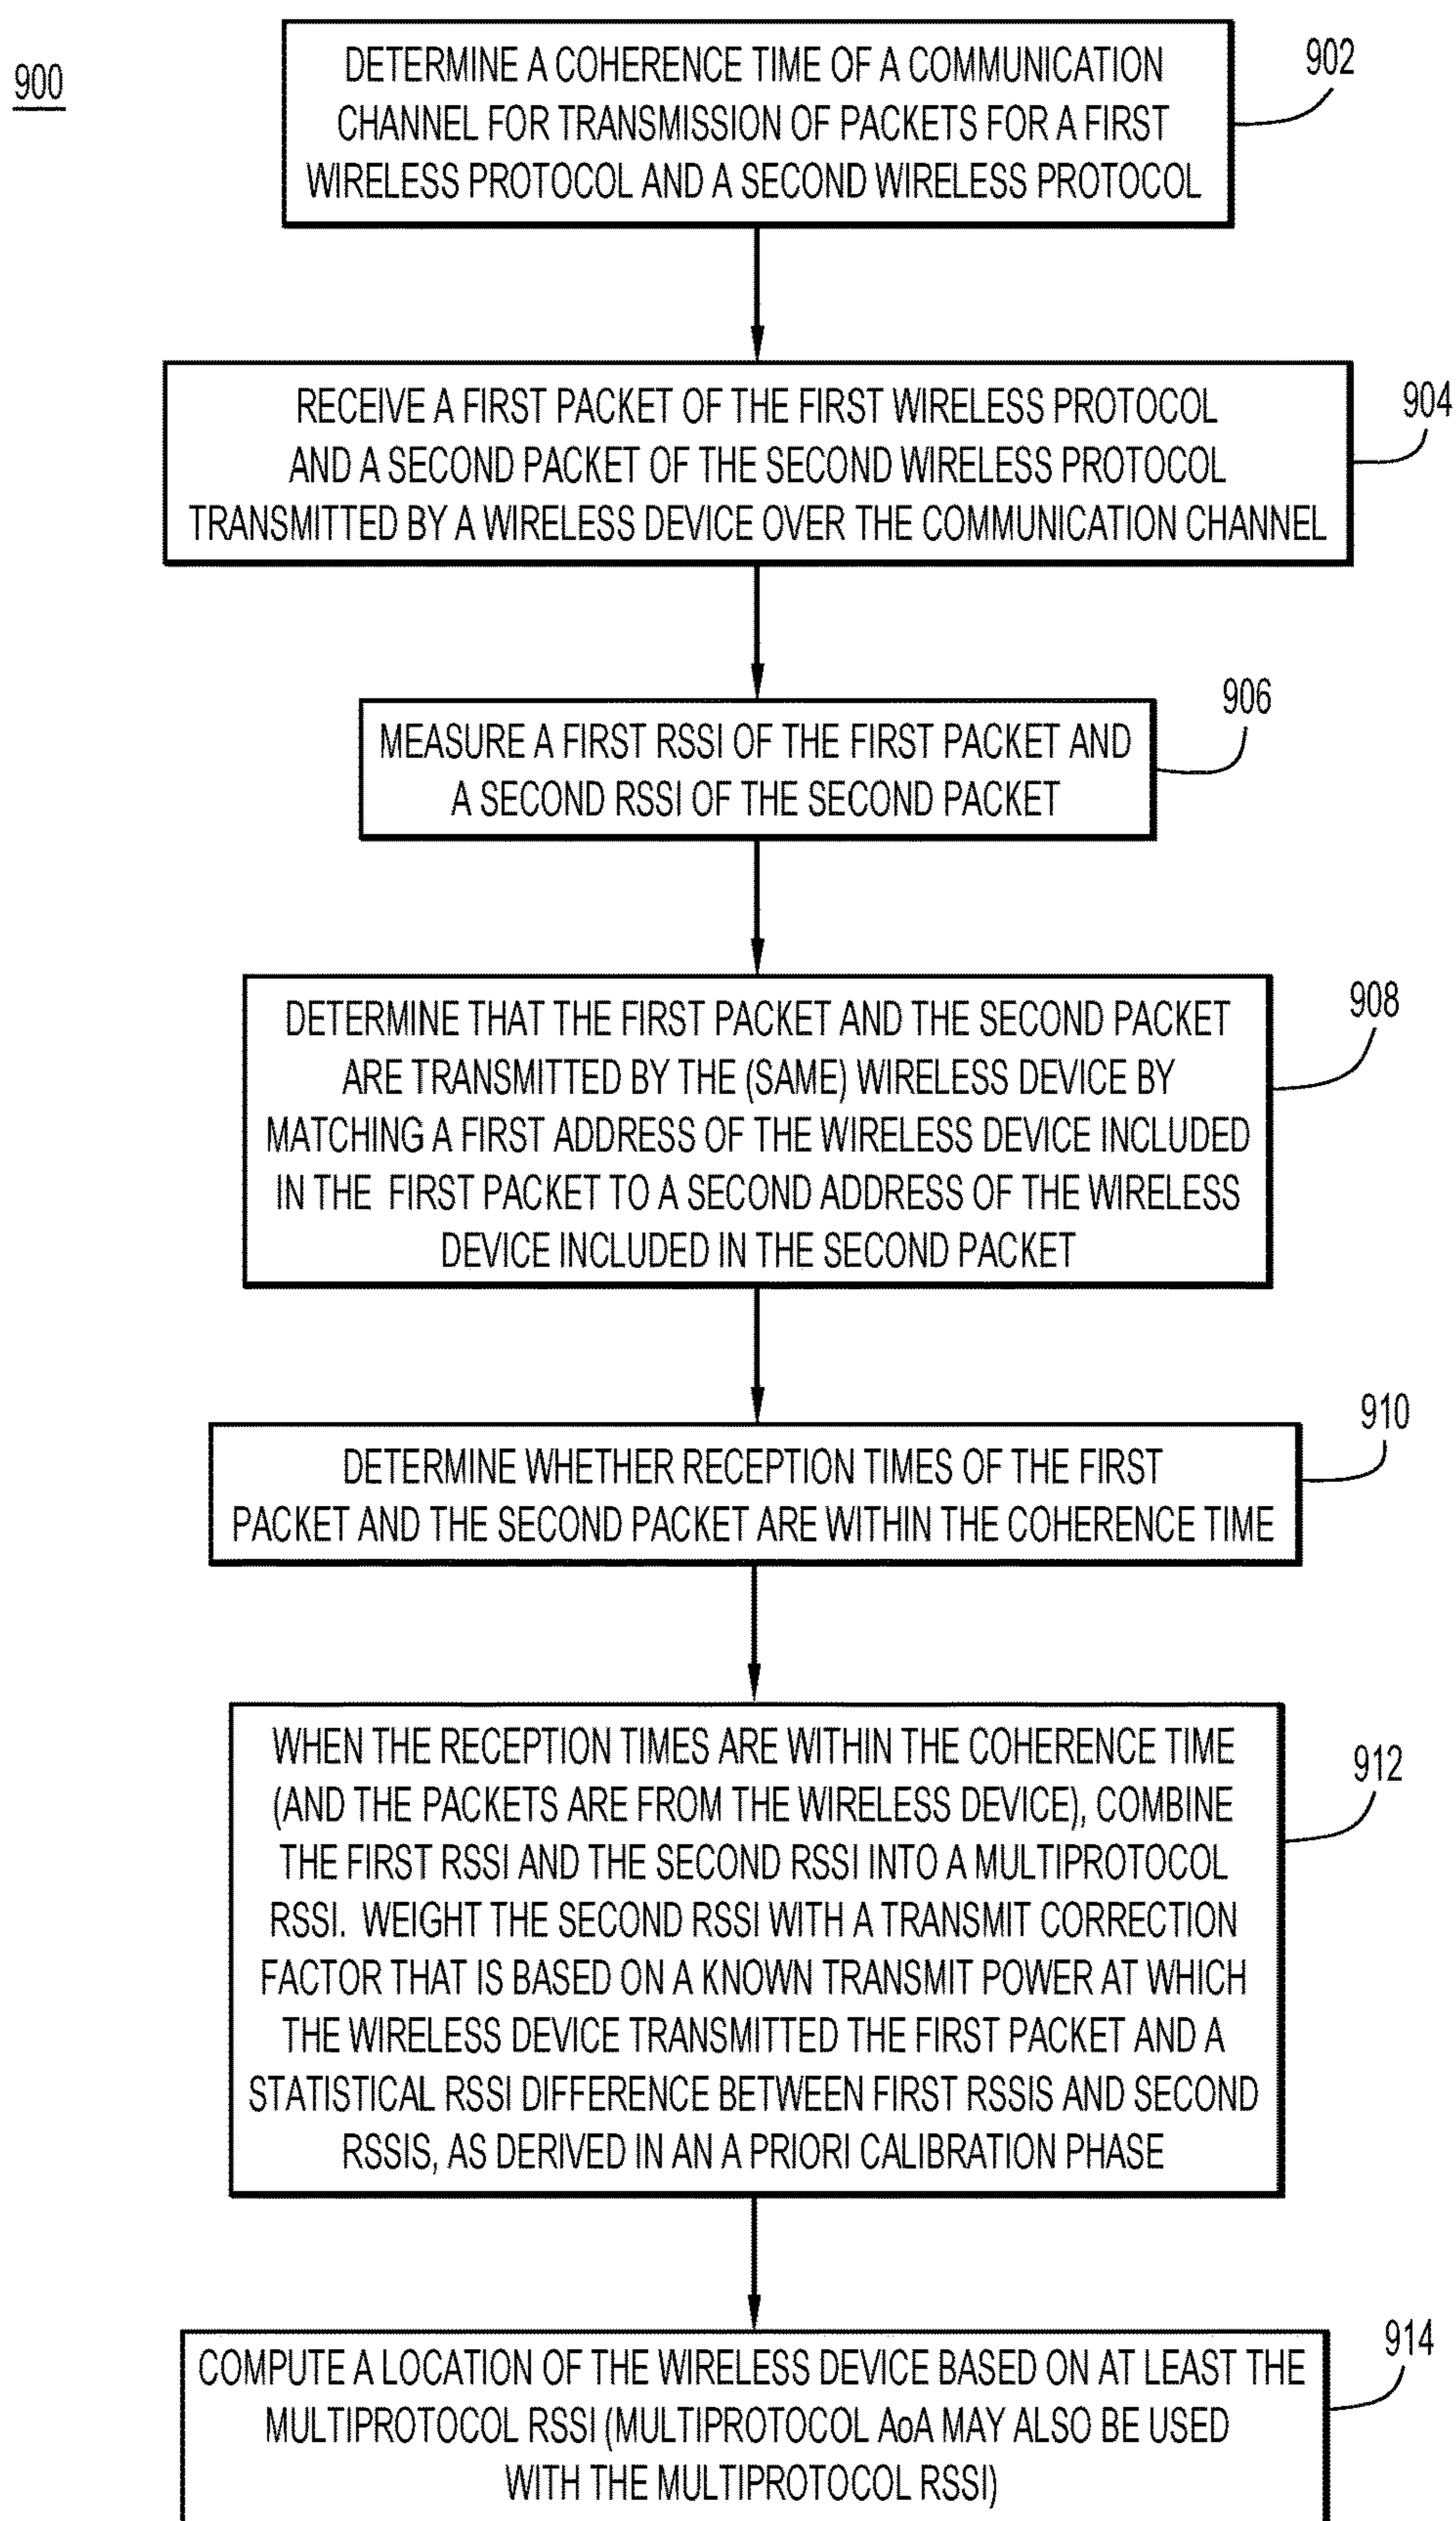 900
DETERMINE A COHERENCE TIME OF A COMMUNICATION
CHANNEL FOR TRANSMISSION OF PACKETS FOR A FIRST
WIRELESS PROTOCOL AND A SECOND WIRELESS PROTOCOL
902
RECEIVE A FIRST PACKET OF THE FIRST WIRELESS PROTOCOL
AND A SECOND PACKET OF THE SECOND WIRELESS PROTOCOL
TRANSMITTED BY A WIRELESS DEVICE OVER THE COMMUNICATION CHANNEL
904
MEASURE A FIRST RSSI OF THE FIRST PACKET AND
A SECOND RSSI OF THE SECOND PACKET
906
DETERMINE THAT THE FIRST PACKET AND THE SECOND PACKET
ARE TRANSMITTED BY THE (SAME) WIRELESS DEVICE BY
MATCHING A FIRST ADDRESS OF THE WIRELESS DEVICE INCLUDED
IN THE FIRST PACKET TO A SECOND ADDRESS OF THE WIRELESS
DEVICE INCLUDED IN THE SECOND PACKET
908
DETERMINE WHETHER RECEPTION TIMES OF THE FIRST
PACKET AND THE SECOND PACKET ARE WITHIN THE COHERENCE TIME
910
WHEN THE RECEPTION TIMES ARE WITHIN THE COHERENCE TIME
(AND THE PACKETS ARE FROM THE WIRELESS DEVICE), COMBINE
THE FIRST RSSI AND THE SECOND RSSI INTO A MULTIPROTOCOL
RSSI. WEIGHT THE SECOND RSSI WITH A TRANSMIT CORRECTION
FACTOR THAT IS BASED ON A KNOWN TRANSMIT POWER AT WHICH
THE WIRELESS DEVICE TRANSMITTED THE FIRST PACKET AND A
STATISTICAL RSSI DIFFERENCE BETWEEN FIRST RSSIS AND SECOND
RSSIS, AS DERIVED IN AN A PRIORI CALIBRATION PHASE
912
COMPUTE A LOCATION OF THE WIRELESS DEVICE BASED ON AT LEAST THE
MULTIPROTOCOL RSSI (MULTIPROTOCOL AoA MAY ALSO BE USED
WITH THE MULTIPROTOCOL RSSI)
914